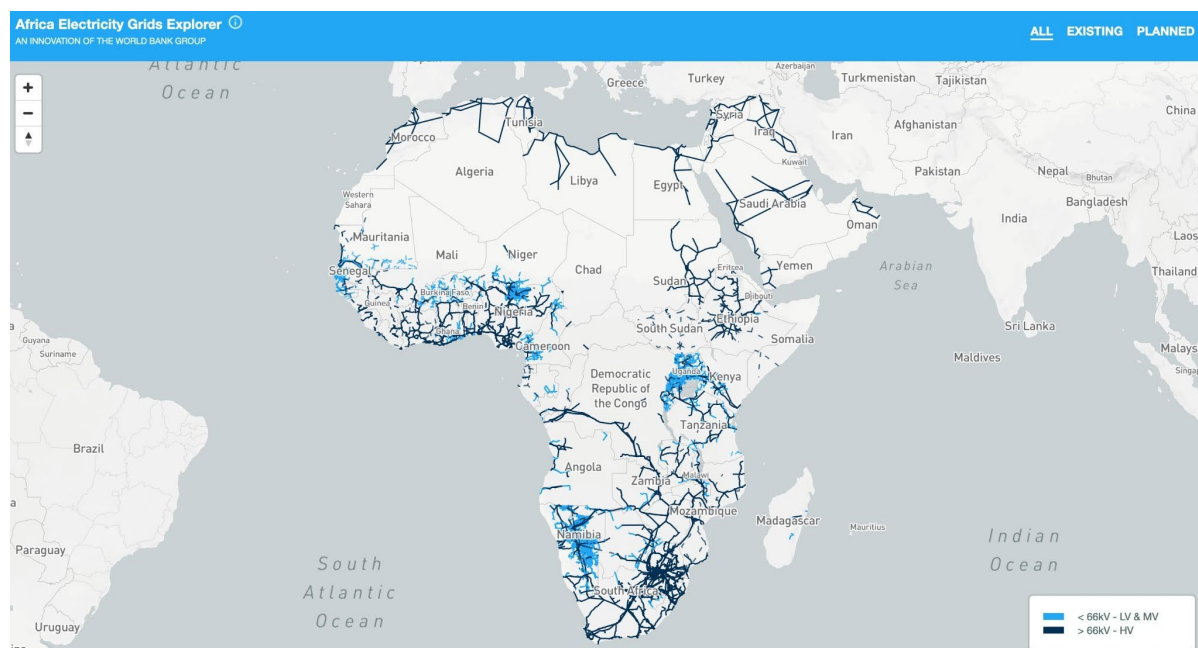 Africa Electricity Grids Explorer
AN INNOVATION OF THE WORLD BANK GROUP
ALL EXISTING PLANNED
Atlantic
Ocean
Greece
Turkey
Azerbaijan
Turkmenistan
Tajikistan
China
Tunisia
Syria
Morocco
Iraq
Iran
Afghanistan
Kuwait
Algeria
Libya
Egypt
Pakistan
Nepal
Bhutan
Western
Sahara
Saudi Arabia
Bangladesh
Oman
India
Mauritania
Laos
Mali
Niger
Chad
Senegal
Sudan
Eritrea
Yemen
Arabian
Sea
Thailand
Burkina Faso
Guinea
Benin
Nigeria
Djibouti
Ethiopia
Ghana
South Sudan
Somalia
Sri Lanka
Guyana
Suriname
Cameroon
Maldives
Uganda
Kenya
Democratic
Republic of
the Congo
Tanzania
Brazil
Angola
Zambia
Malawi
Mozambique
Madagascar
Mauritius
Namibia
Paraguay
South
Atlantic
Ocean
Indian
Ocean
South Africa
Uruguay
< 66kV - LV & MV
> 66kV - HV